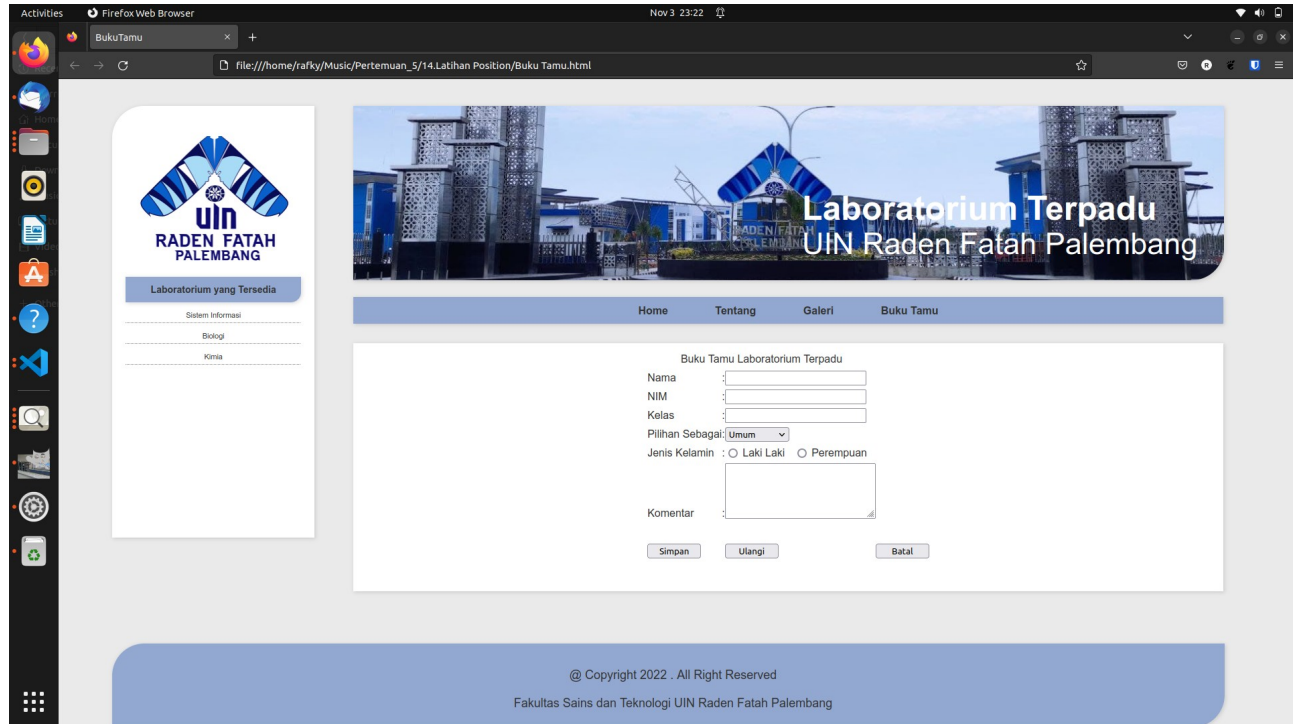 Activities Firefox Web Browser Nov 3 23:22
BukuTamu
file:///home/rafky/Music/Pertemuan_5/14.Latihan Position/Buku Tamu.html
uin
RADEN FATAH
PALEMBANG
Laboratorium yang Tersedia
Sistem Informasi
Biologi
Kimia
Laboratorium Terpadu
UIN Raden Fatah Palembang
Home Tentang Galeri Buku Tamu
Buku Tamu Laboratorium Terpadu
Nama :
NIM :
Kelas :
Pilihan Sebagai: Umum
Jenis Kelamin : Laki Laki Perempuan
Komentar :
Simpan Ulangi Batal
@ Copyright 2022 . All Right Reserved
Fakultas Sains dan Teknologi UIN Raden Fatah Palembang